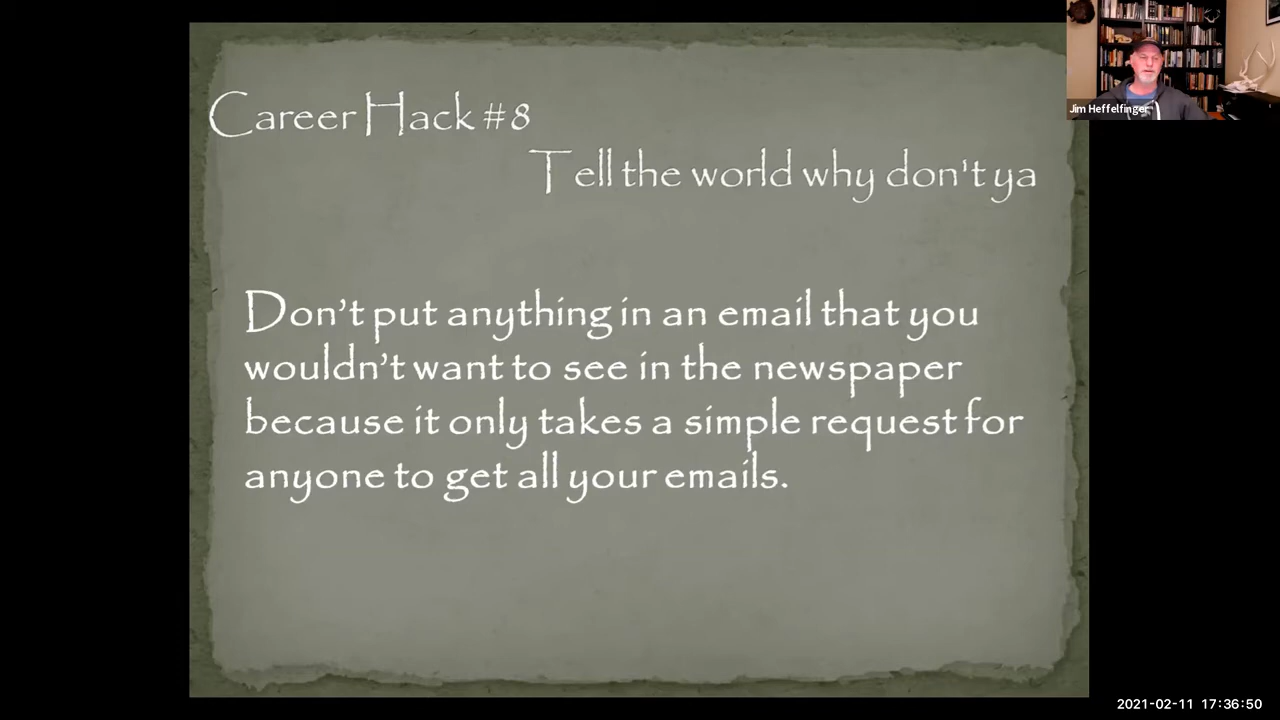 Career Hack #8
Tell the world why don't ya
Don’t put anything in an email that you
wouldn’t want to see in the newspaper
because it only takes a simple request for
anyone to get all your emails.
Jim Heffelfinger
2021-02-11 17:36:50